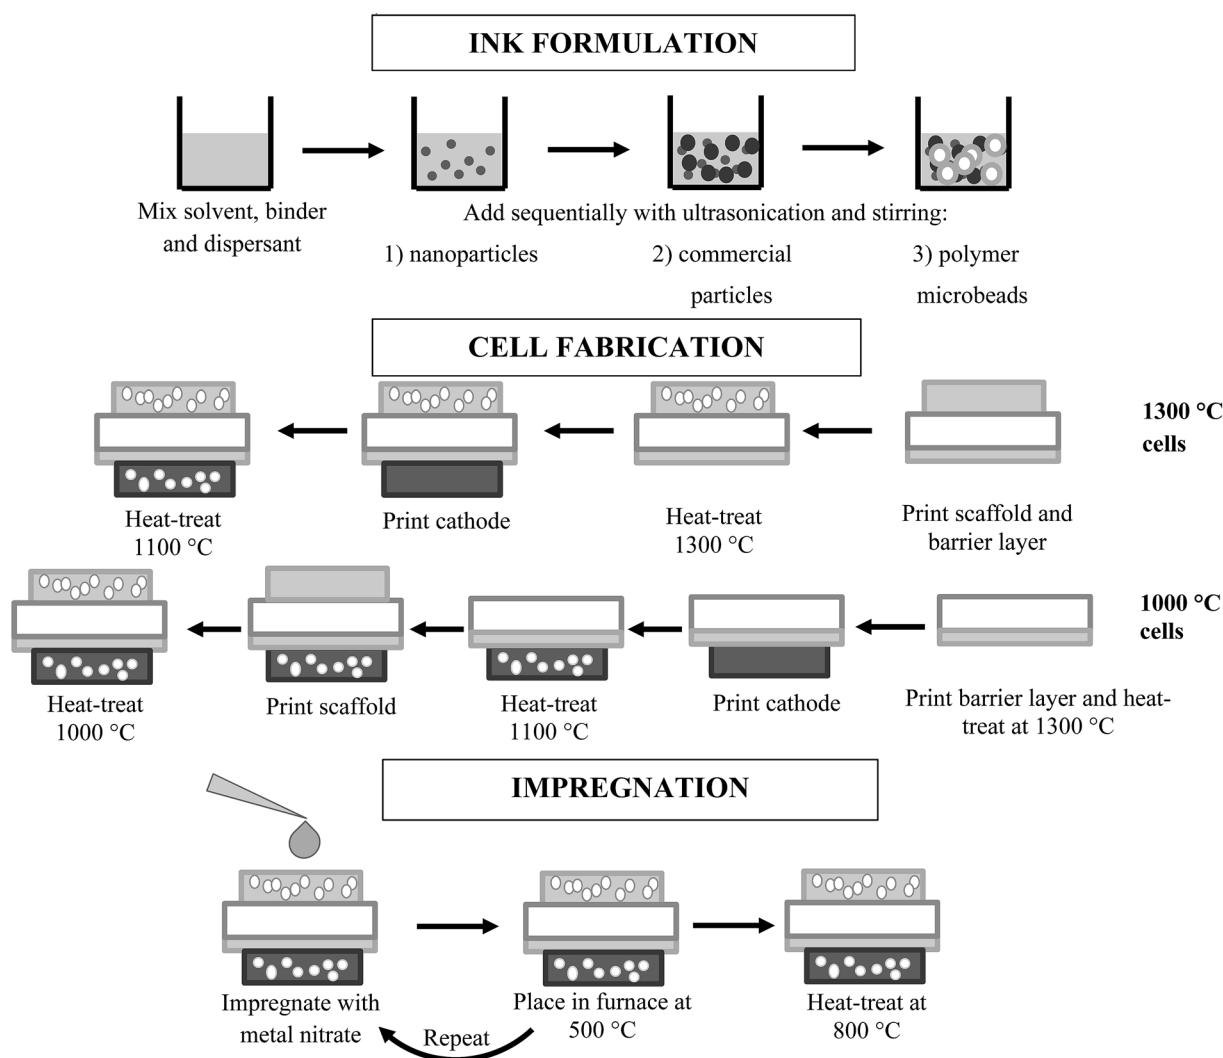 INK FORMULATION
Mix solvent, binder
and dispersant
Add sequentially with ultrasonication and stirring:
1) nanoparticles
2) commercial
particles
3) polymer
microbeads
CELL FABRICATION
1300 °C
cells
Print scaffold and
barrier layer
Heat-treat
1300 °C
Print cathode
Heat-treat
1100 °C
1000 °C
cells
Print barrier layer and heat-
treat at 1300 °C
Print cathode
Heat-treat
1100 °C
Print scaffold
Heat-treat
1000 °C
IMPREGNATION
Impregnate with
metal nitrate
Place in furnace at
500 °C
Repeat
Heat-treat at
800 °C